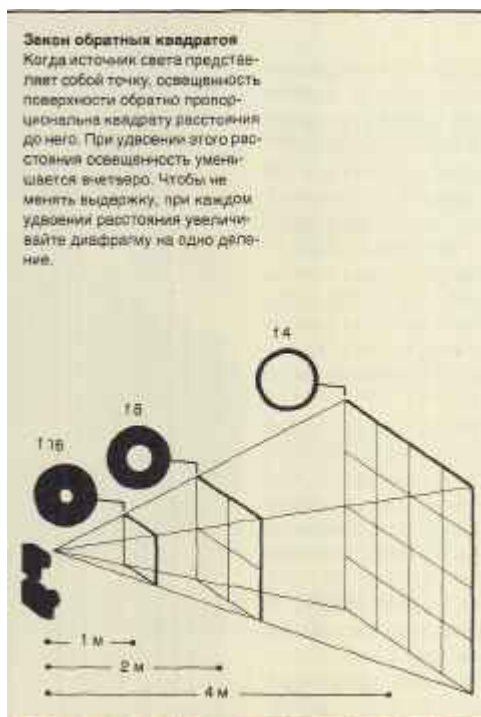 Закон обратных квадратов
Когда источник света представ-
ляет собой точку, освещенность
поверхности обратно пропор-
циональна квадрату расстояния
до него. При удвоении этого рас-
стояния освещенность умень-
шается вчетверо. Чтобы не
менять выдержку, при каждом
удвоении расстояния увеличи-
вайте диафрагму на одно деле-
ние.
f 4
f 8
f 16
1 м
2 м
4 м